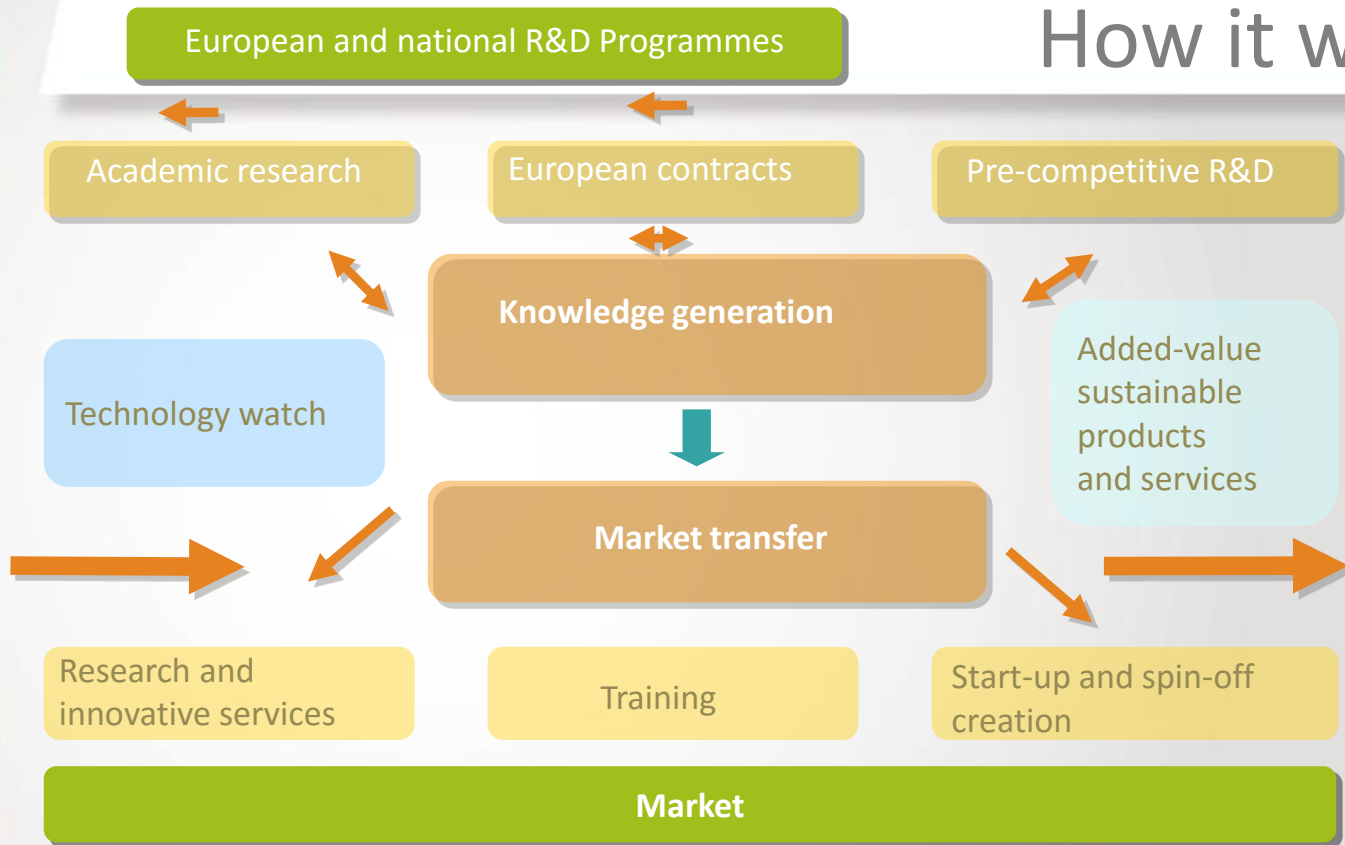 How it
European and national R&D Programmes
Academic research
European contracts
Pre-competitive R&D
Knowledge generation
Technology watch
Added-value
sustainable
products
and services
Market transfer
Research and
innovative services
Training
Start-up and spin-off
creation
Market